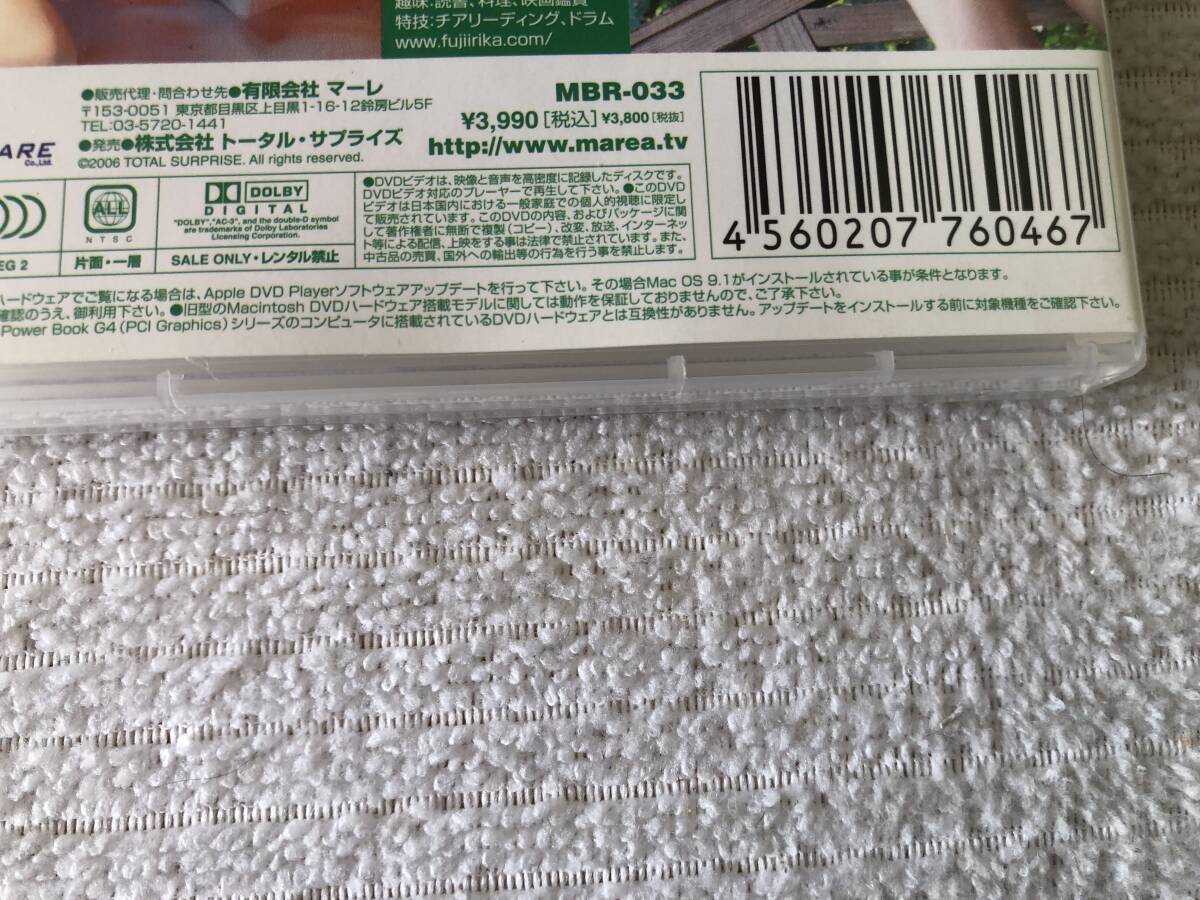 趣味:読書、料理、映画鑑賞
特技:チアリーディング、ドラム
www.fujiirika.com/
●販売代理・問合わせ先●有限会社 マーレ
〒153-0051 東京都目黒区上目黒1-16-12鈴房ビル5F
TEL:03-5720-1441
●発売●株式会社 トータル・サプライズ
©2006 TOTAL SURPRISE. All rights reserved.
MBR-033
¥3,990[税込]¥3,800[税抜]
http://www.marea.tv
ARE
Co.,Ltd.
ALL
NTSC
DOLBY
DIGITAL
"DOLBY","AC-3", and the double-D symbol
are trademarks of Dolby Laboratories
Licensing Corporation.
EG 2
片面・一層
SALE ONLY・レンタル禁止
●DVDビデオは、映像と音声を高密度に記録したディスクです。
DVDビデオ対応のプレーヤーで再生して下さい。●このDVD
ビデオは日本国内における一般家庭での個人的視聴に限定し
て販売されています。このDVDの内容、およびパッケージに関
して著作権者に無断で複製(コピー)、改変、放送、インターネッ
ト等による配信、上映をする事は法律で禁止されています。また、
中古品の売買、国外への輸出等の行為を行う事を禁止します。
4 560207 760467
ハードウェアでご覧になる場合は、Apple DVD Playerソフトウェアアップデートを行って下さい。その場合Mac OS 9.1がインストールされている事が条件となります。
確認のうえ、御利用下さい。●旧型のMacintosh DVDハードウェア搭載モデルに関しては動作を保証しておりませんので、ご了承下さい。アップデートをインストールする前に対象機種をご確認下さい。
Power Book G4(PCI Graphics)シリーズのコンピュータに搭載されているDVDハードウェアとは互換性がありません。